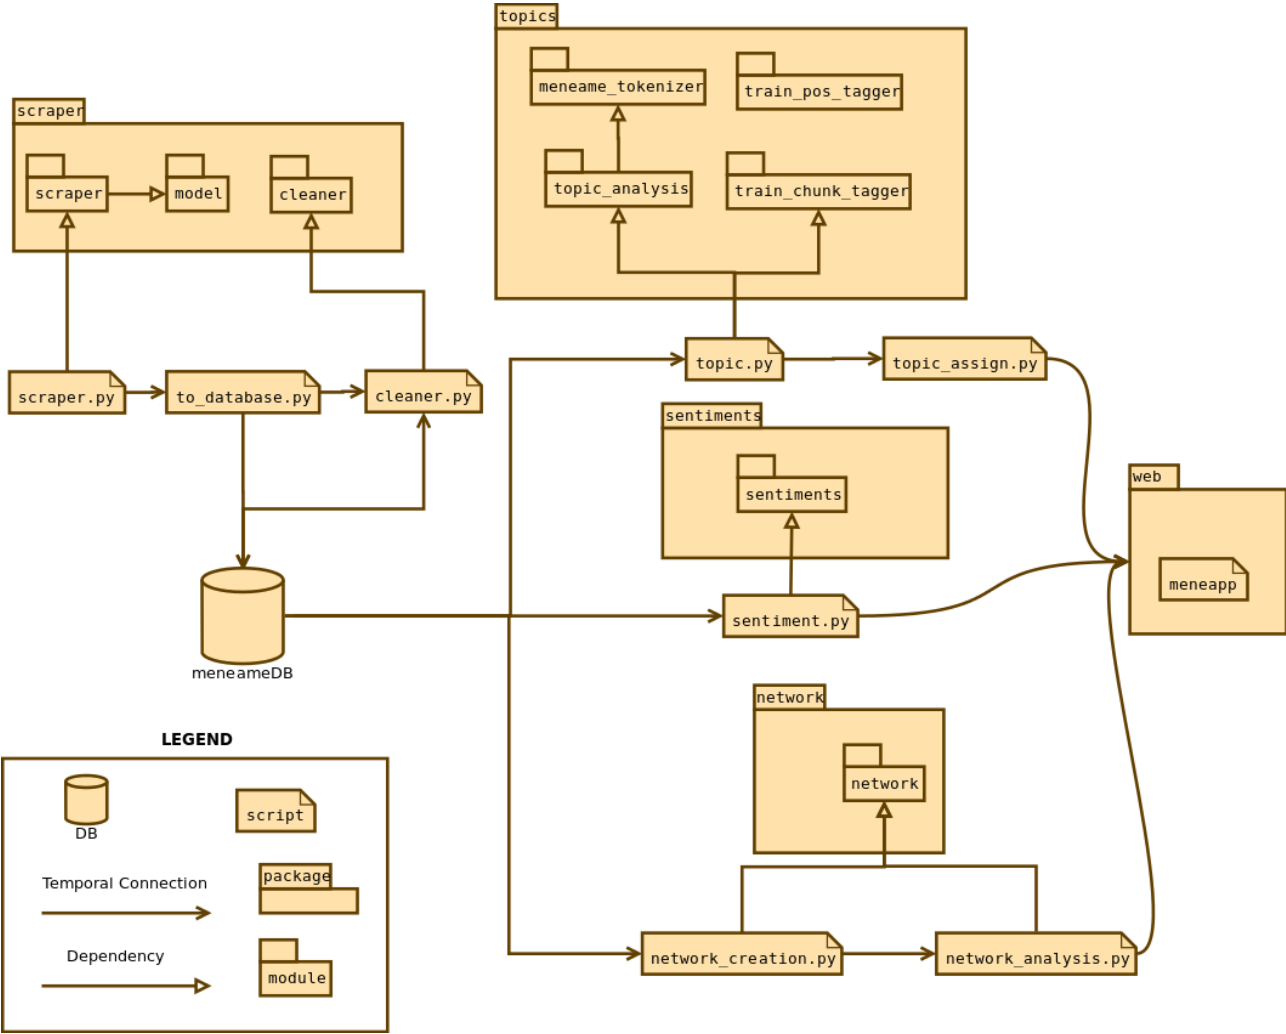 topics
meneame_tokenizer
train_pos_tagger
topic_analysis
train_chunk_tagger
scraper
scraper
model
cleaner
scraper.py
to_database.py
cleaner.py
topic.py
topic_assign.py
sentiments
sentiments
sentiment.py
web
meneapp
meneameDB
network
network
network_creation.py
network_analysis.py
LEGEND
DB
script
Temporal Connection
package
Dependency
module